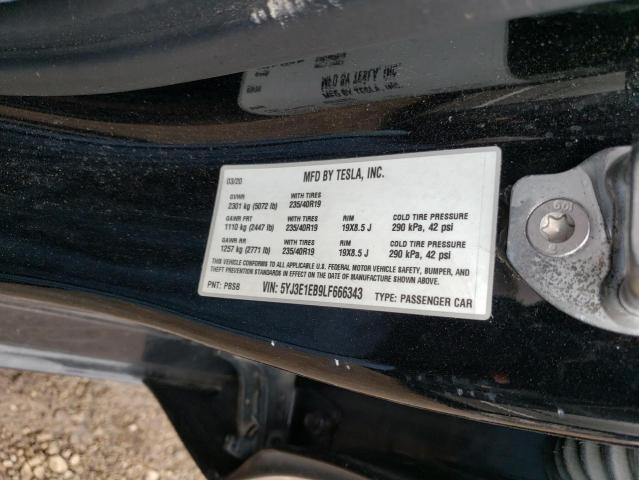 MFD BY TESLA, INC.
03/20
GVWR WITH TIRES
2301 kg (5072 lb) 235/40R19
GAWR FRT WITH TIRES RIM COLD TIRE PRESSURE
1110 kg (2447 lb) 235/40R19 19X8.5 J 290 kPa, 42 psi
GAWR RR WITH TIRES RIM COLD TIRE PRESSURE
1257 kg (2771 lb) 235/40R19 19X8.5 J 290 kPa, 42 psi
THIS VEHICLE CONFORMS TO ALL APPLICABLE U.S. FEDERAL MOTOR VEHICLE SAFETY, BUMPER, AND
THEFT PREVENTION STANDARDS IN EFFECT ON THE DATE OF MANUFACTURE SHOWN ABOVE.
PNT: PBSB VIN: 5YJ3E1EB9LF666343 TYPE: PASSENGER CAR